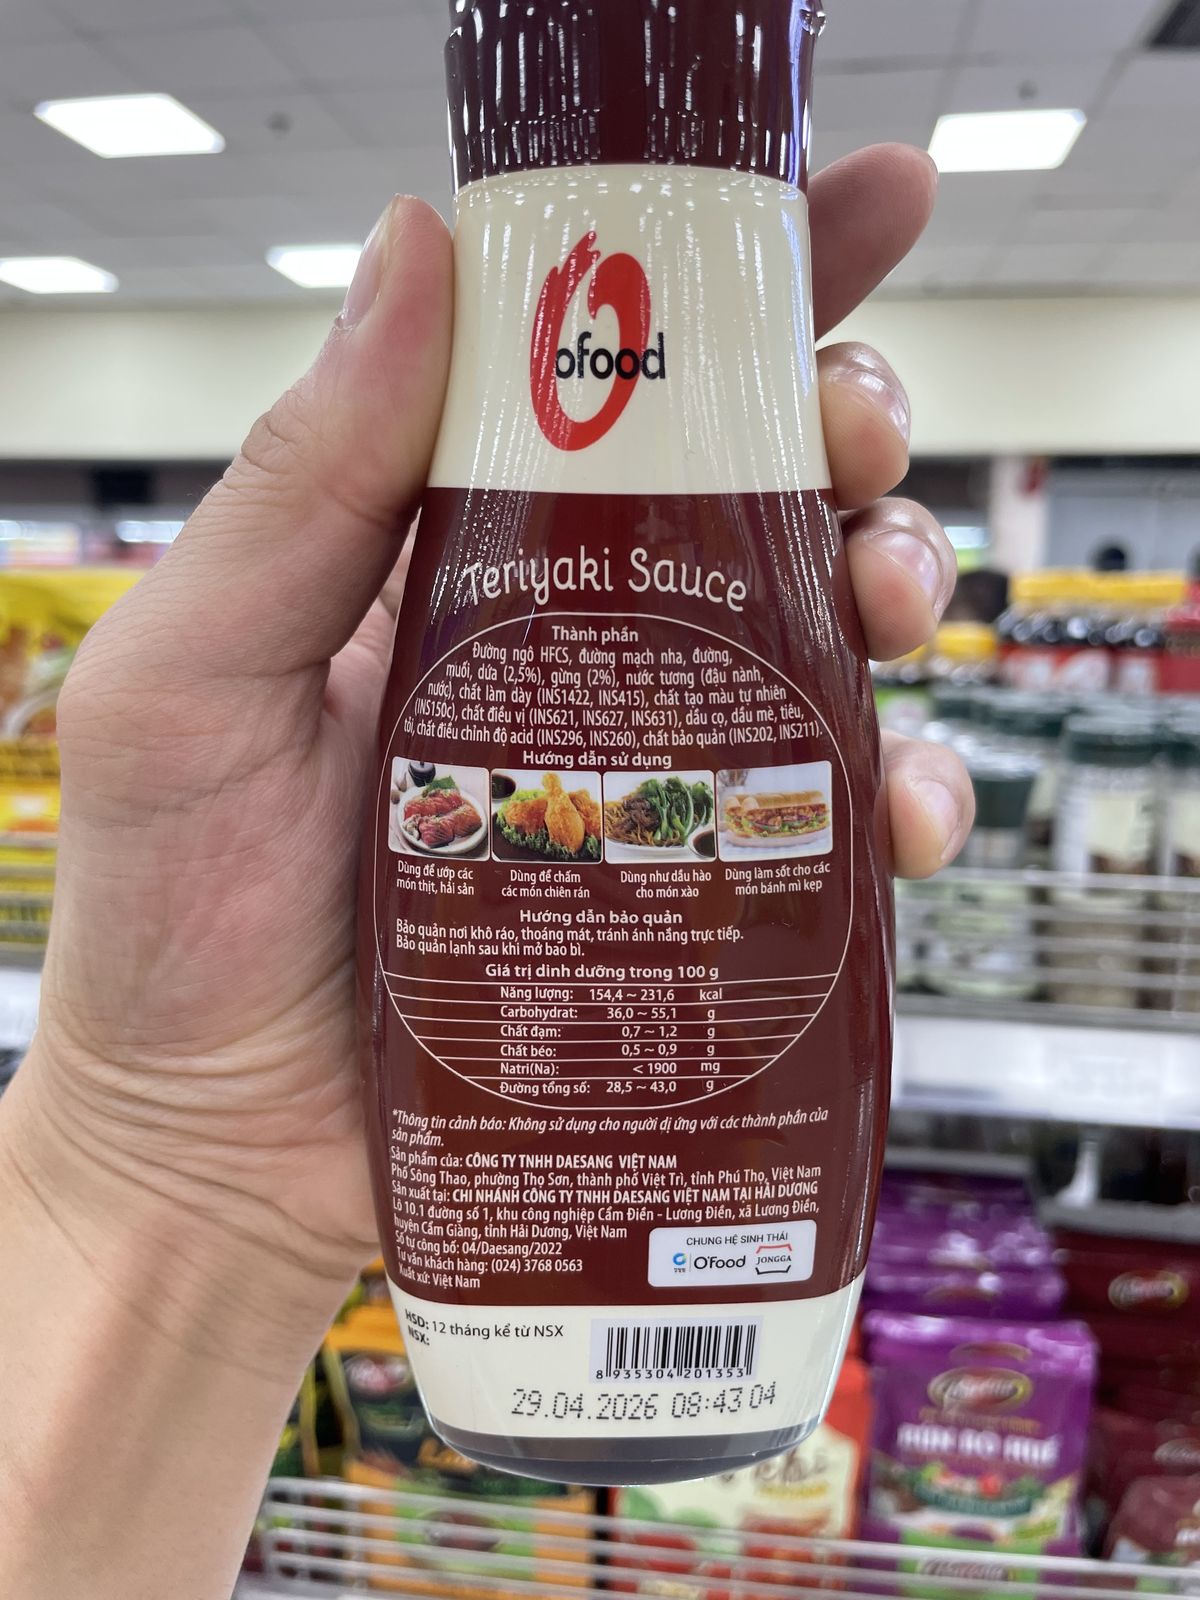 ofood
Teriyaki Sauce
Thành phần
Đường ngô HFCS, đường mạch nha, đường,
muối, dứa (2,5%), gừng (2%), nước tương (đậu nành,
nước), chất làm dày (INS1422, INS415), chất tạo màu tự nhiên
(INS150c), chất điều vị (INS621, INS627, INS631), dầu cọ, dầu mè, tiêu,
tỏi, chất điều chỉnh độ acid (INS296, INS260), chất bảo quản (INS202, INS211).
Hướng dẫn sử dụng
Dùng để ướp các
món thịt, hải sản
Dùng để chấm
các món chiên rán
Dùng như dầu hào
cho món xào
Dùng làm sốt cho các
món bánh mì kẹp
Hướng dẫn bảo quản
Bảo quản nơi khô ráo, thoáng mát, tránh ánh nắng trực tiếp.
Bảo quản lạnh sau khi mở bao bì.
Giá trị dinh dưỡng trong 100 g
Năng lượng: 154,4 ~ 231,6 kcal
Carbohydrat: 36,0 ~ 55,1 g
Chất đạm: 0,7 ~ 1,2 g
Chất béo: 0,5 ~ 0,9 g
Natri(Na): < 1900 mg
Đường tổng số: 28,5 ~ 43,0 g
*Thông tin cảnh báo: Không sử dụng cho người dị ứng với các thành phần của
sản phẩm.
Sản phẩm của: CÔNG TY TNHH DAESANG VIỆT NAM
Phố Sông Thao, phường Thọ Sơn, thành phố Việt Trì, tỉnh Phú Thọ, Việt Nam
Sản xuất tại: CHI NHÁNH CÔNG TY TNHH DAESANG VIỆT NAM TẠI HẢI DƯƠNG
Lô 10.1 đường số 1, khu công nghiệp Cẩm Điền - Lương Điền, xã Lương Điền,
huyện Cẩm Giàng, tỉnh Hải Dương, Việt Nam
Số tự công bố: 04/Daesang/2022
Tư vấn khách hàng: (024) 3768 0563
Xuất xứ: Việt Nam
CHUNG HỆ SINH THÁI
O'Food JONGGA
HSD: 12 tháng kể từ NSX
NSX:
8 935304 201353
29.04.2026 08:43 04
BÚN BÒ HUẾ